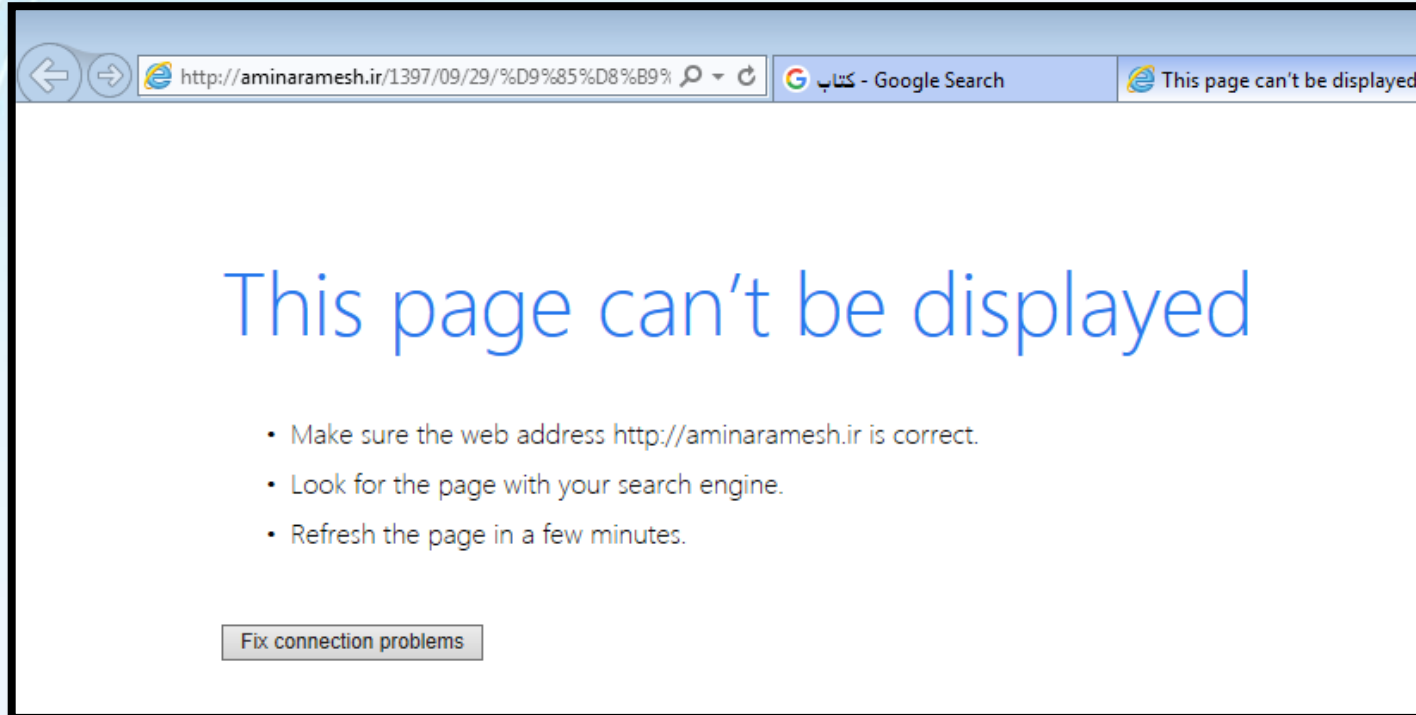 http://aminaramesh.ir/1397/09/29/%D9%85%D8%B9%
کتاب - Google Search
This page can't be displayed
This page can’t be displayed
• Make sure the web address http://aminaramesh.ir is correct.
• Look for the page with your search engine.
• Refresh the page in a few minutes.
Fix connection problems